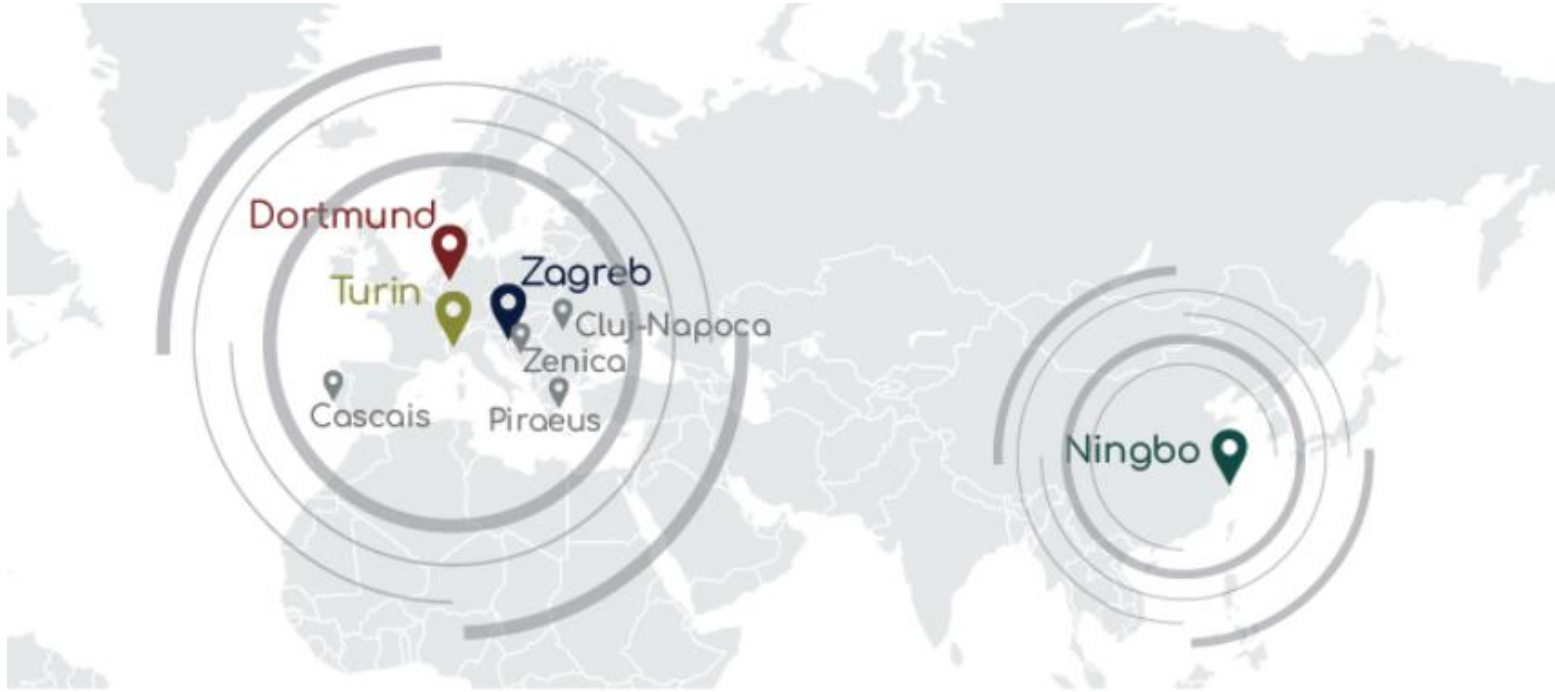 Dortmund
Zagreb
Turin
Cluj-Napoca
Zenica
Cascais
Piraeus
Ningbo